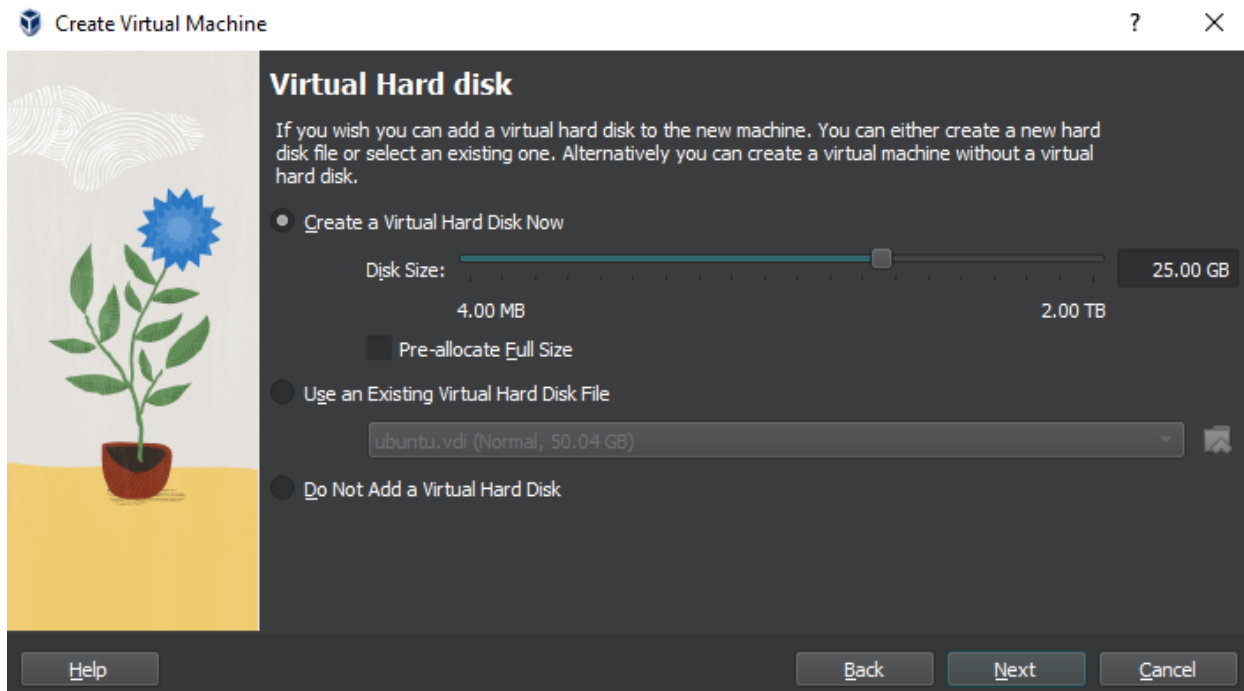 Create Virtual Machine
?
Virtual Hard disk
If you wish you can add a virtual hard disk to the new machine. You can either create a new hard
disk file or select an existing one. Alternatively you can create a virtual machine without a virtual
hard disk.
Create a Virtual Hard Disk Now
Disk Size: 25.00 GB
4.00 MB 2.00 TB
Pre-allocate Full Size
Use an Existing Virtual Hard Disk File
ubuntu.vdi (Normal, 50.04 GB)
Do Not Add a Virtual Hard Disk
Help Back Next Cancel